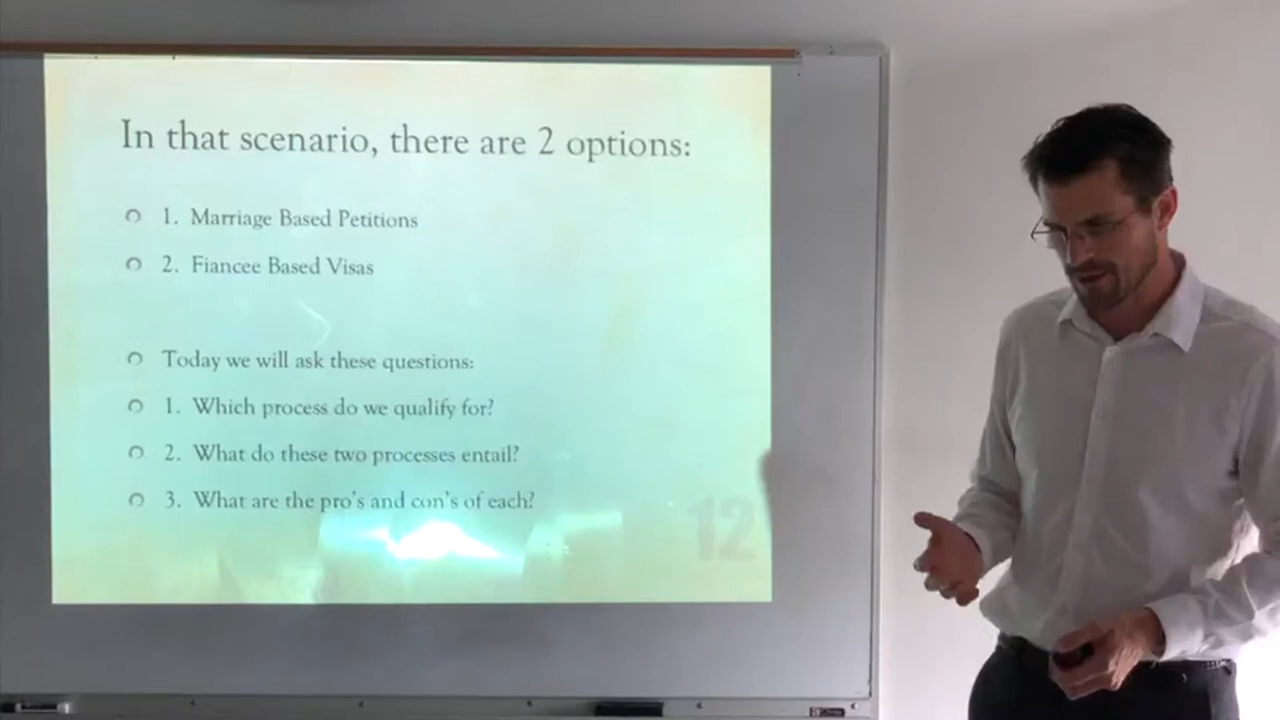 In that scenario, there are 2 options:
1. Marriage Based Petitions
2. Fiancee Based Visas
Today we will ask these questions:
1. Which process do we qualify for?
2. What do these two processes entail?
3. What are the pro's and con's of each?
12